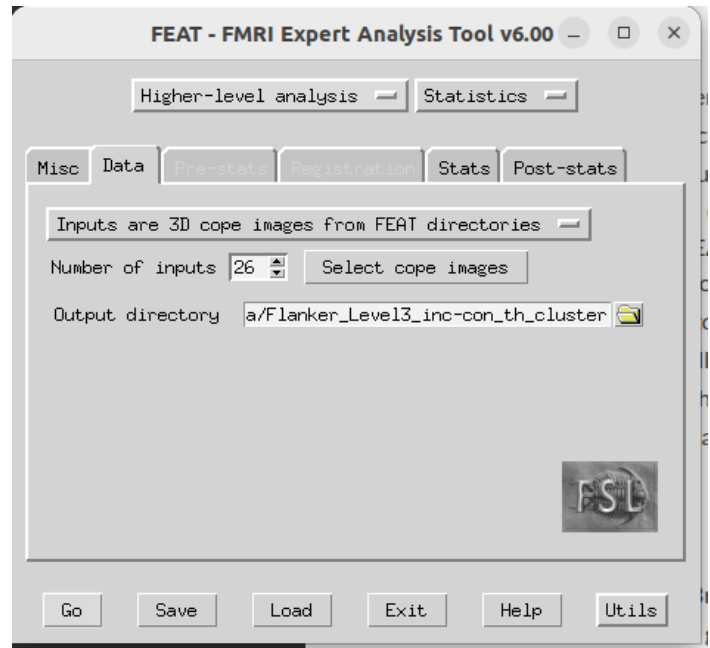 FEAT - FMRI Expert Analysis Tool v6.00
Higher-level analysis Statistics
Misc Data Pre-stats Registration Stats Post-stats
Inputs are 3D cope images from FEAT directories
Number of inputs 26 Select cope images
Output directory a/Flanker_Level3_inc-con_th_cluster
FSL
Go Save Load Exit Help Utils